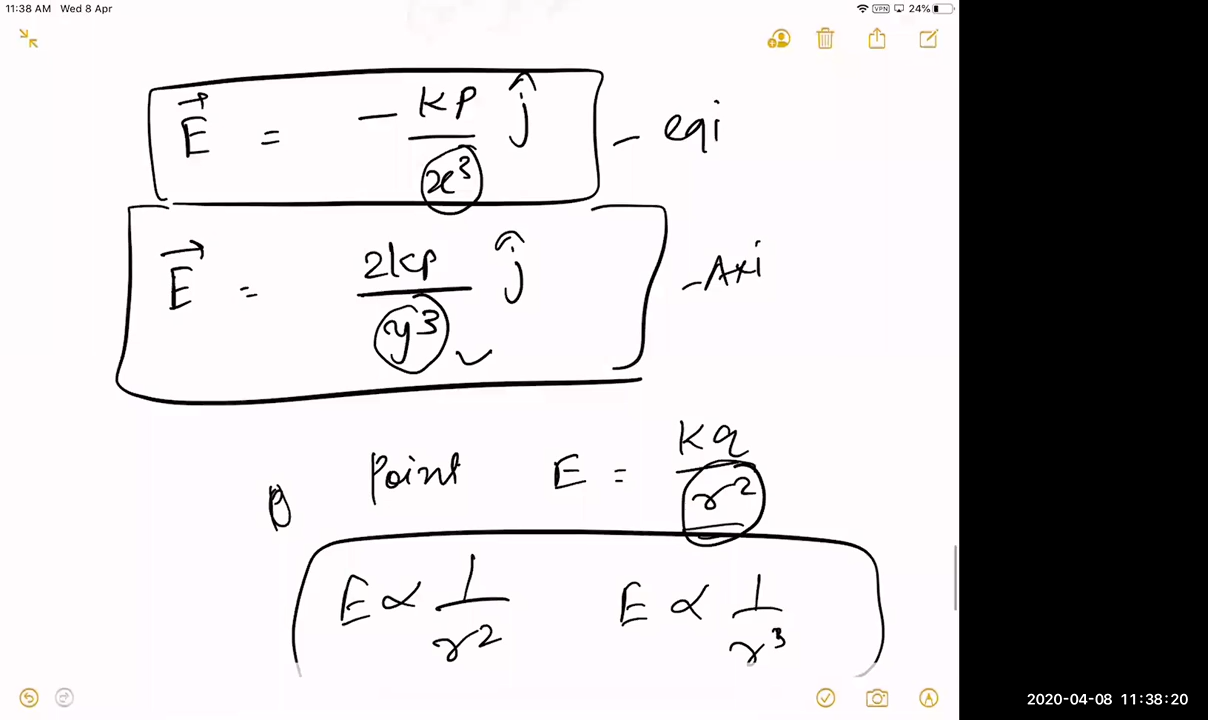 11:38 AM Wed 8 Apr VPN 24%
E⃗ = - kp/x³ ĵ - eqi
E⃗ = 2kp/y³ ĵ - Axi
Point E = kq/r²
E ∝ 1/r² E ∝ 1/r³
2020-04-08 11:38:20